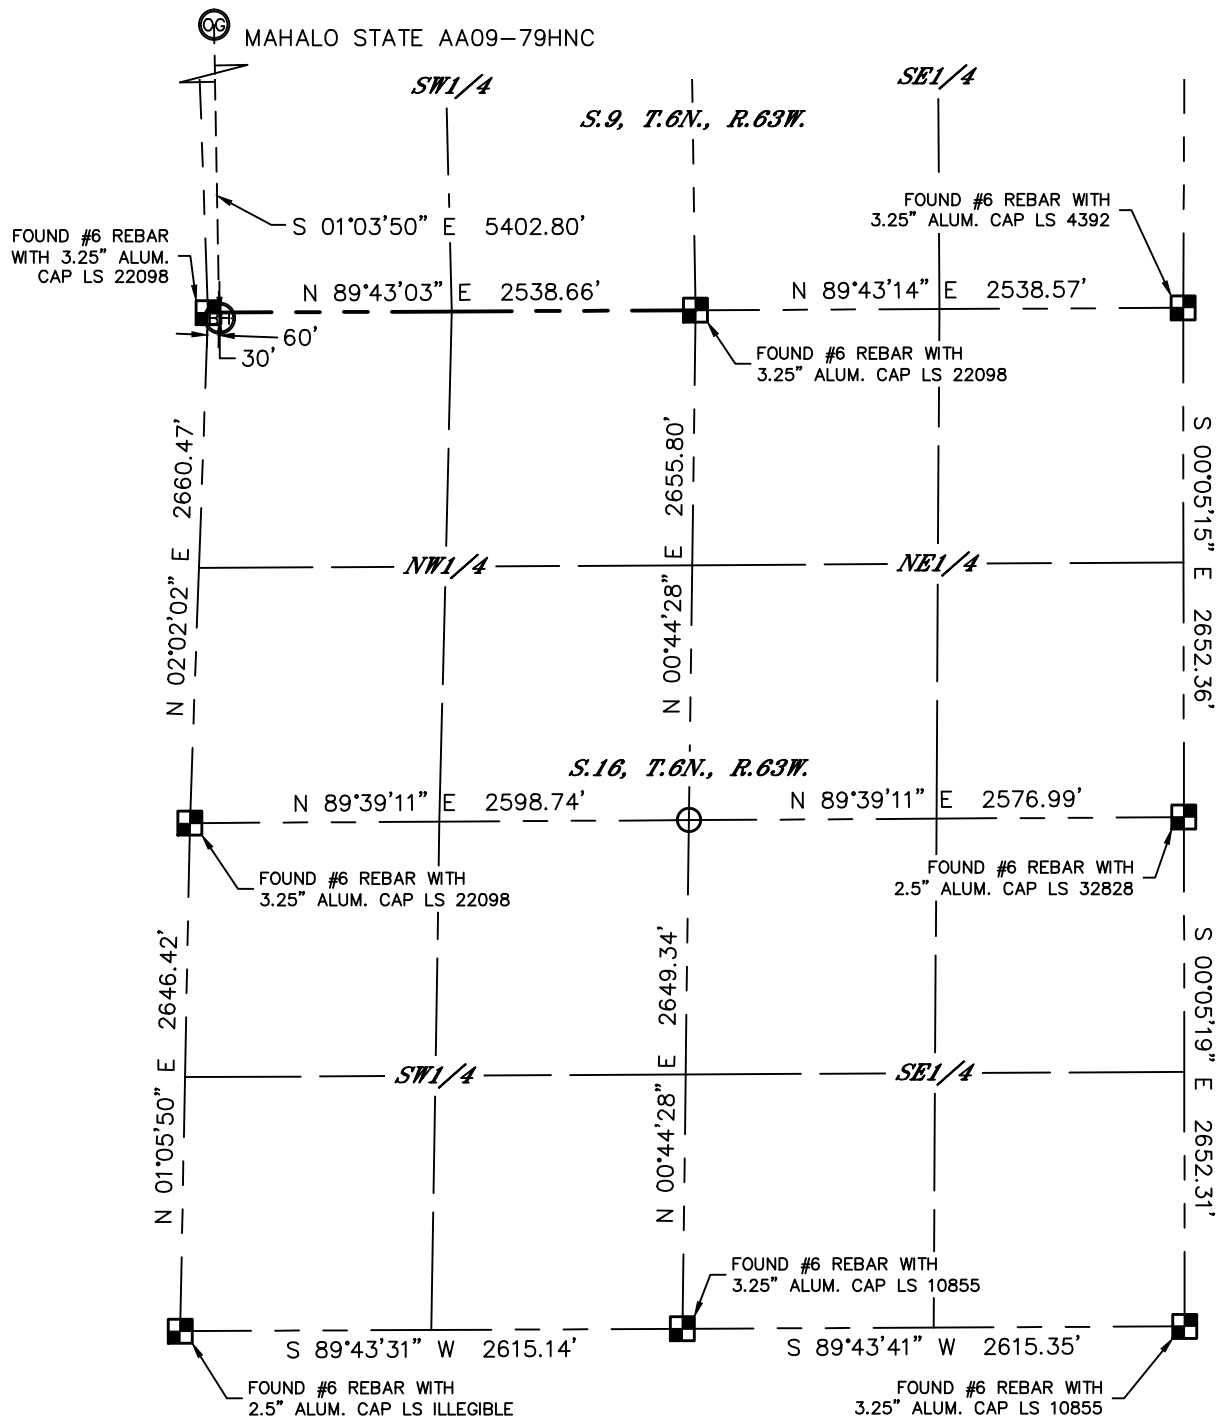 OG
MAHALO STATE AA09-79HNC
SW1/4
SE1/4
S.9, T.6N., R.63W.
S 01°03'50" E 5402.80'
FOUND #6 REBAR WITH
3.25" ALUM. CAP LS 4392
FOUND #6 REBAR
WITH 3.25" ALUM.
CAP LS 22098
N 89°43'03" E 2538.66'
N 89°43'14" E 2538.57'
BH
60'
30'
FOUND #6 REBAR WITH
3.25" ALUM. CAP LS 22098
N 02°02'02" E 2660.47'
N 00°44'28" E 2655.80'
S 00°05'15" E 2652.36'
NW1/4
NE1/4
S.16, T.6N., R.63W.
N 89°39'11" E 2598.74'
N 89°39'11" E 2576.99'
FOUND #6 REBAR WITH
3.25" ALUM. CAP LS 22098
FOUND #6 REBAR WITH
2.5" ALUM. CAP LS 32828
N 01°05'50" E 2646.42'
N 00°44'28" E 2649.34'
S 00°05'19" E 2652.31'
SW1/4
SE1/4
FOUND #6 REBAR WITH
3.25" ALUM. CAP LS 10855
S 89°43'31" W 2615.14'
S 89°43'41" W 2615.35'
FOUND #6 REBAR WITH
2.5" ALUM. CAP LS ILLEGIBLE
FOUND #6 REBAR WITH
3.25" ALUM. CAP LS 10855